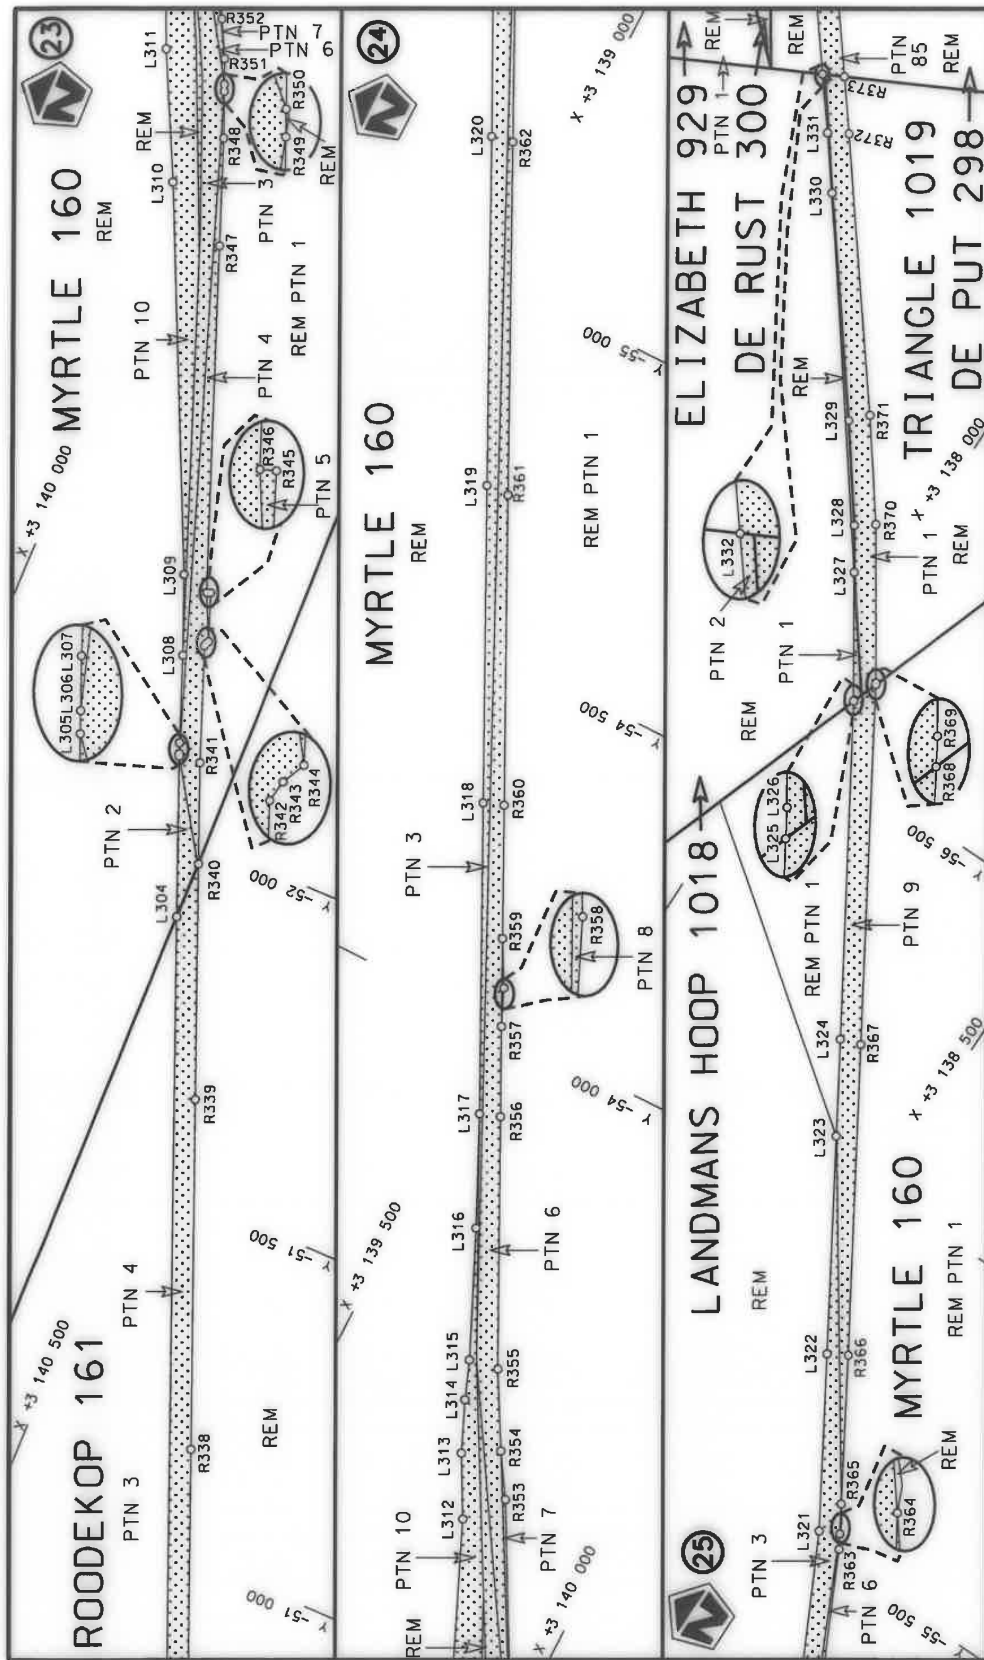 23
MYRTLE 160
REM
ROODEKOP 161
PTN 3
PTN 4
REM
PTN 2
PTN 10
REM
PTN 4
REM PTN 1
PTN 3
PTN 5
REM
PTN 6
PTN 7
X +3 140 500
X +3 140 000
Y -51 000
Y -51 500
Y -52 000
L304
L305
L306
L307
L308
L309
L310
L311
R338
R339
R340
R341
R342
R343
R344
R345
R346
R347
R348
R349
R350
REM
R351
R352
24
MYRTLE 160
REM
REM PTN 1
REM
PTN 10
PTN 7
PTN 6
PTN 3
PTN 8
X +3 140 000
X +3 139 500
X +3 139 000
Y -54 000
Y -54 500
Y -55 000
L312
L313
L314
L315
L316
L317
L318
L319
L320
R353
R354
R355
R356
R357
R358
R359
R360
R361
R362
25
PTN 3
PTN 6
LANDMANS HOOP 1018
REM
MYRTLE 160
REM PTN 1
REM
REM PTN 1
PTN 9
REM
PTN 1
PTN 2
PTN 1
REM
REM
ELIZABETH 929
PTN 1
REM
REM
REM
DE RUST 300
TRIANGLE 1019
DE PUT 298
PTN 85
REM
Y -55 500
X +3 138 500
Y -56 500
X +3 138 000
L321
L322
L323
L324
L325
L326
L327
L328
L329
L330
L331
L332
R363
R364
R365
R366
R367
R368
R369
R370
R371
R372
R373